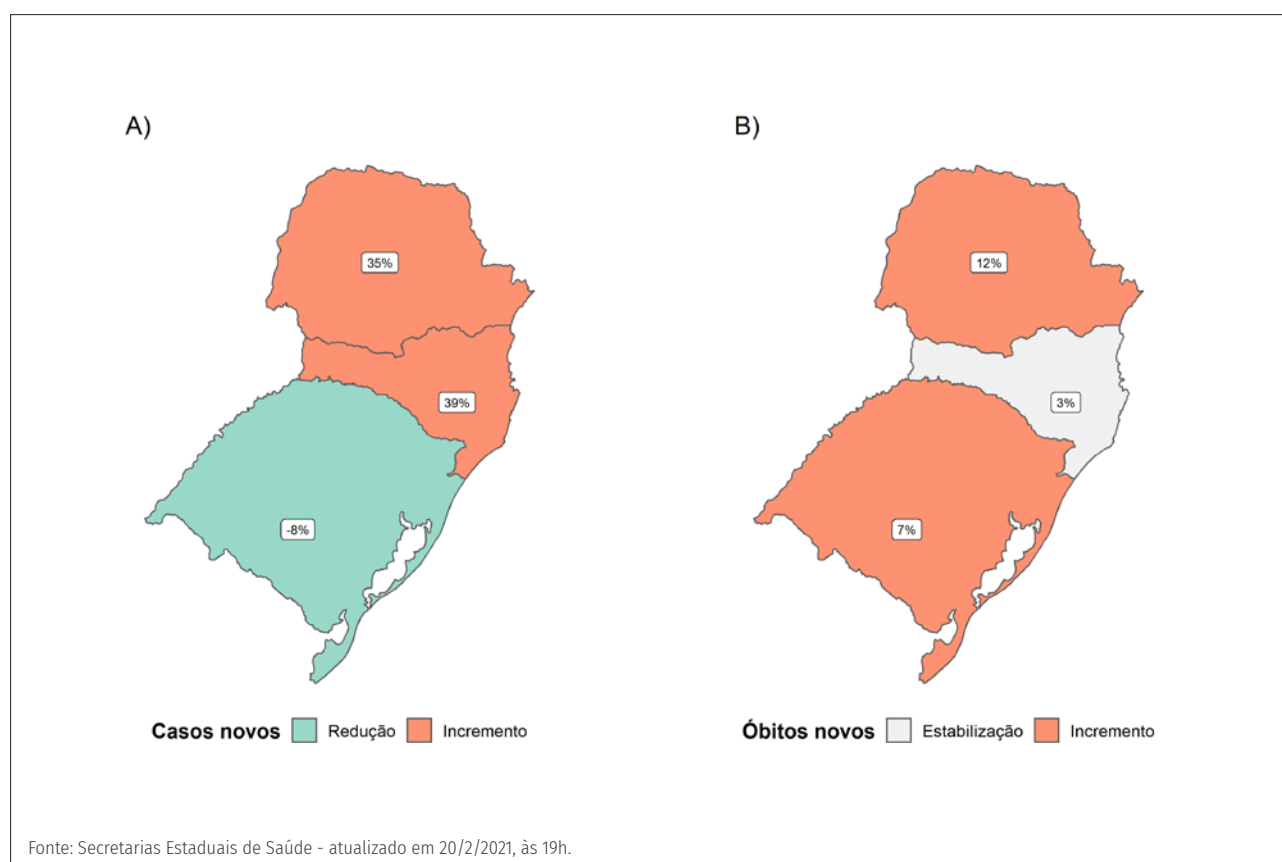 A)
35%
39%
-8%
Casos novos Redução Incremento
B)
12%
3%
7%
Óbitos novos Estabilização Incremento
Fonte: Secretarias Estaduais de Saúde - atualizado em 20/2/2021, às 19h.